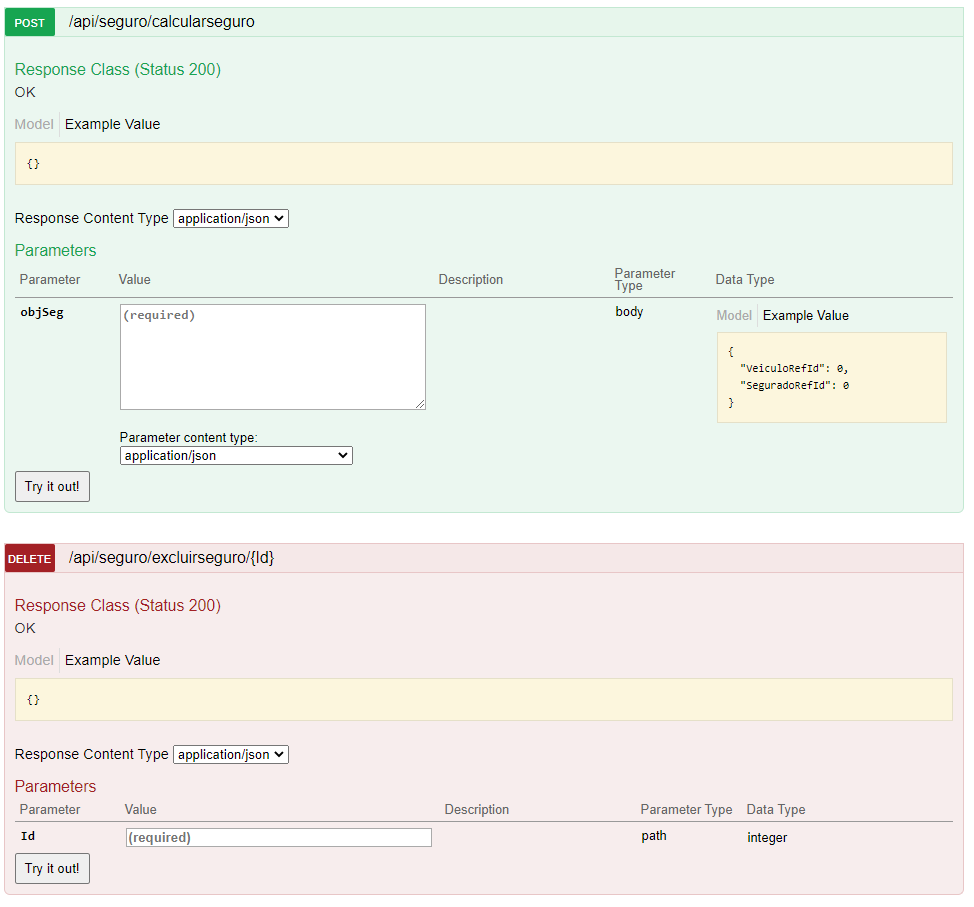 POST /api/seguro/calcularseguro
Response Class (Status 200)
OK
Model Example Value
{}
Response Content Type application/json
Parameters
Parameter Value Description Parameter Type Data Type
objSeg (required) body Model Example Value
{
  "VeiculoRefId": 0,
  "SeguradoRefId": 0
}
Parameter content type:
application/json
Try it out!
DELETE /api/seguro/excluirseguro/{Id}
Response Class (Status 200)
OK
Model Example Value
{}
Response Content Type application/json
Parameters
Parameter Value Description Parameter Type Data Type
Id (required) path integer
Try it out!